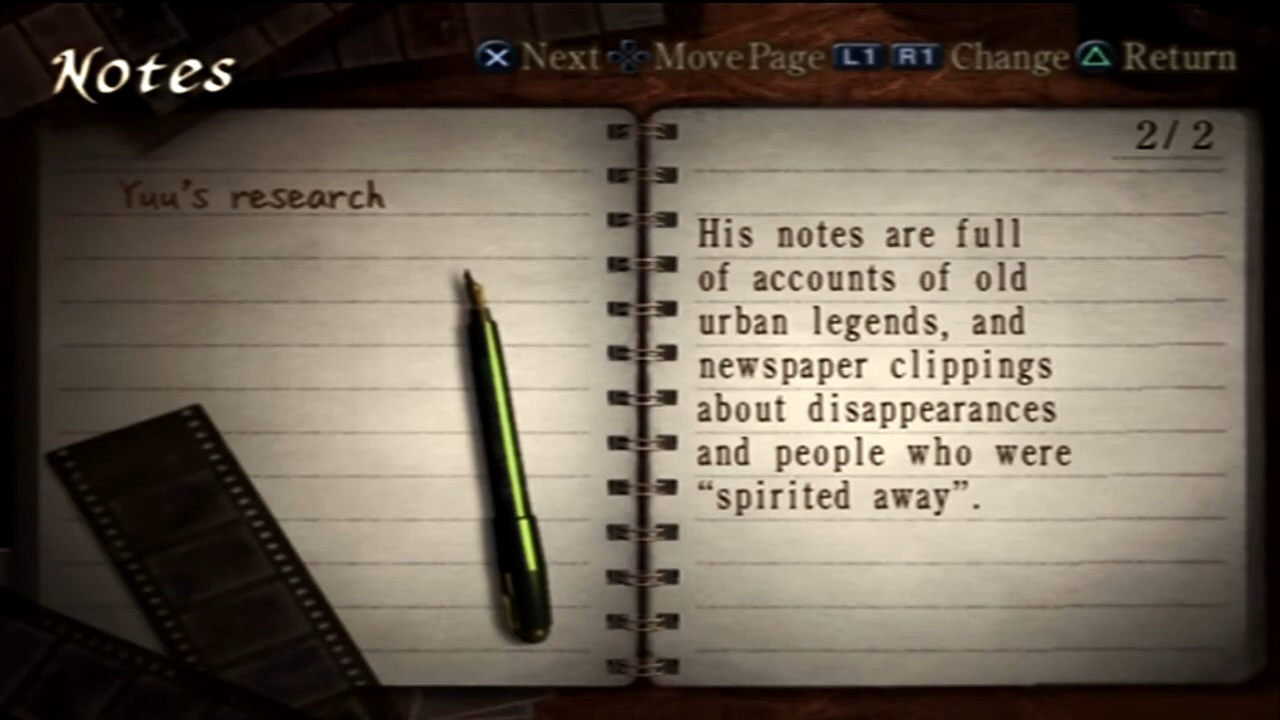 Notes
Next Move Page L1 R1 Change Return
2/ 2
Yuu's research
His notes are full
of accounts of old
urban legends, and
newspaper clippings
about disappearances
and people who were
“spirited away”.